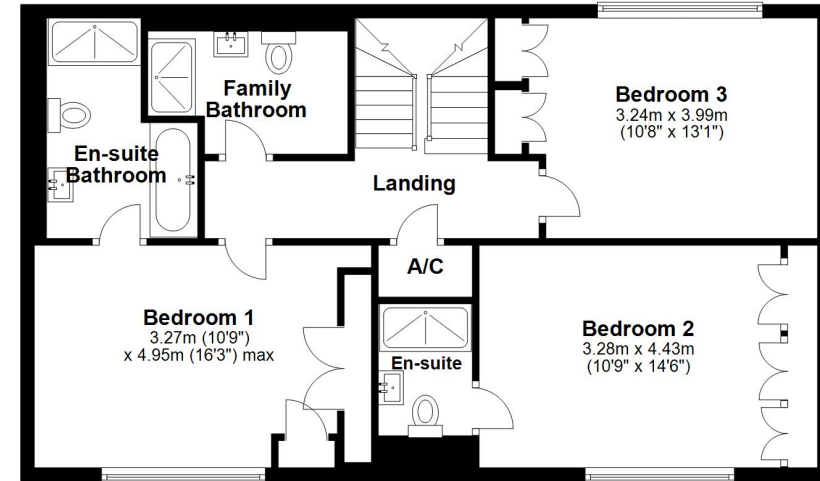 Family
Bathroom
Bedroom 3
3.24m x 3.99m
(10'8" x 13'1")
En-suite
Bathroom
Landing
A/C
Bedroom 1
3.27m (10'9")
x 4.95m (16'3") max
Bedroom 2
3.28m x 4.43m
(10'9" x 14'6")
En-suite